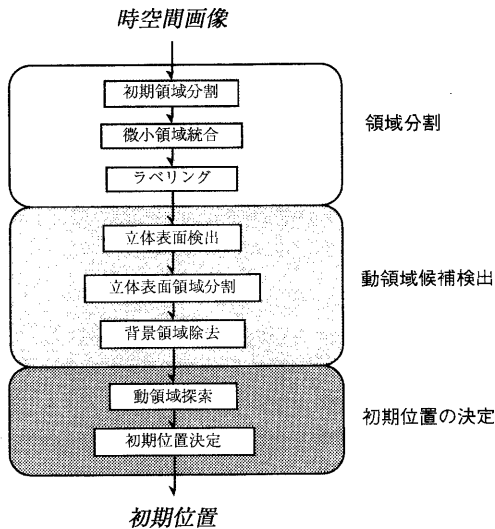 時空間画像
初期領域分割
微小領域統合
ラベリング
領域分割
立体表面検出
立体表面領域分割
背景領域除去
動領域候補検出
動領域探索
初期位置決定
初期位置の決定
初期位置